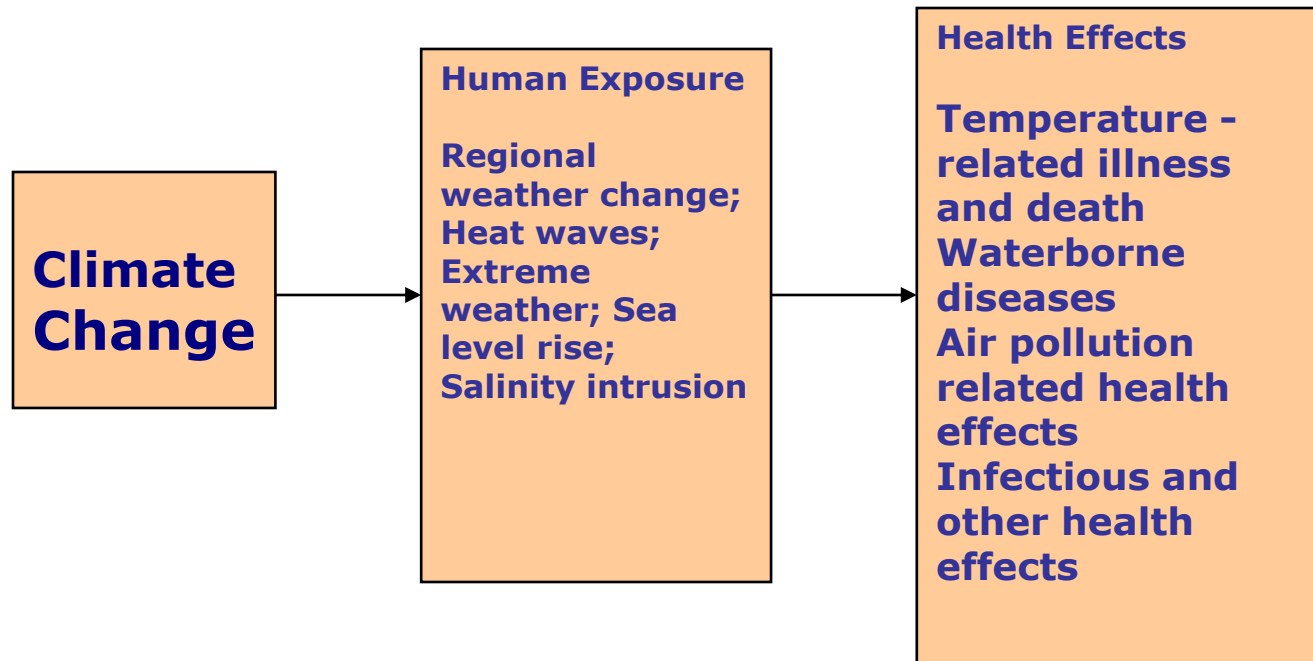 Climate
Change
Human Exposure
Regional
weather change;
Heat waves;
Extreme
weather; Sea
level rise;
Salinity intrusion
Health Effects
Temperature -
related illness
and death
Waterborne
diseases
Air pollution
related health
effects
Infectious and
other health
effects